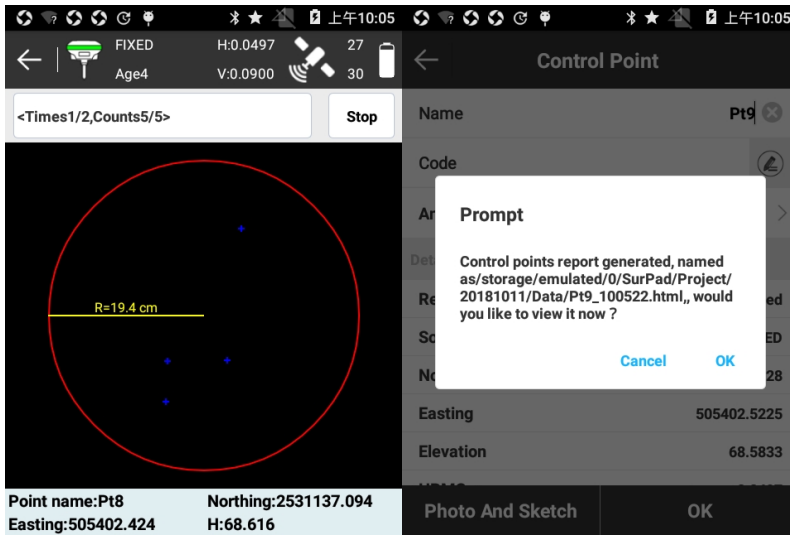 上午10:05
FIXED H:0.0497 27
Age4 V:0.0900 30
<Times1/2,Counts5/5>
Stop
R=19.4 cm
Point name:Pt8 Northing:2531137.094
Easting:505402.424 H:68.616
上午10:05
Control Point
Name Pt9
Code
Prompt
Control points report generated, named
as/storage/emulated/0/SurPad/Project/
20181011/Data/Pt9_100522.html,, would
you like to view it now ?
Cancel OK
Easting 505402.5225
Elevation 68.5833
Photo And Sketch OK